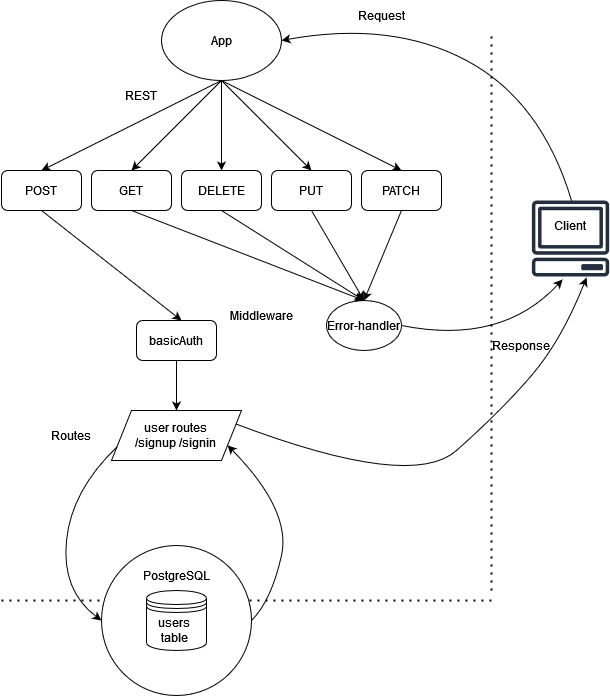 Request
App
REST
POST
GET
DELETE
PUT
PATCH
Client
Middleware
Error-handler
basicAuth
Response
Routes
user routes
/signup /signin
PostgreSQL
users
table